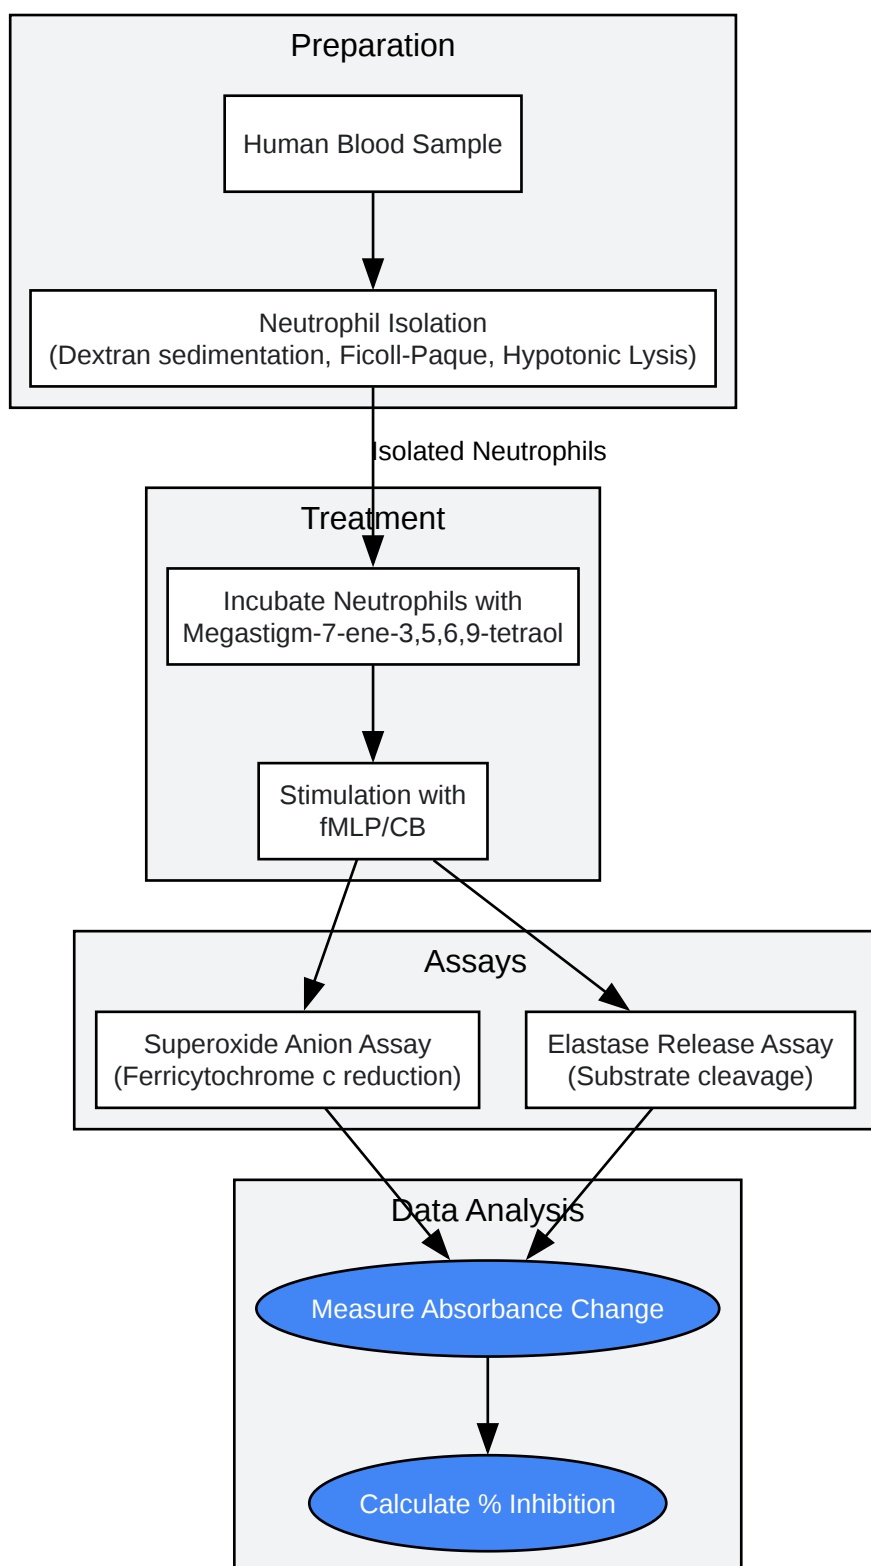 Preparation
Human Blood Sample
Neutrophil Isolation
(Dextran sedimentation, Ficoll-Paque, Hypotonic Lysis)
Isolated Neutrophils
Treatment
Incubate Neutrophils with
Megastigm-7-ene-3,5,6,9-tetraol
Stimulation with
fMLP/CB
Assays
Superoxide Anion Assay
(Ferricytochrome c reduction)
Elastase Release Assay
(Substrate cleavage)
Data Analysis
Measure Absorbance Change
Calculate % Inhibition